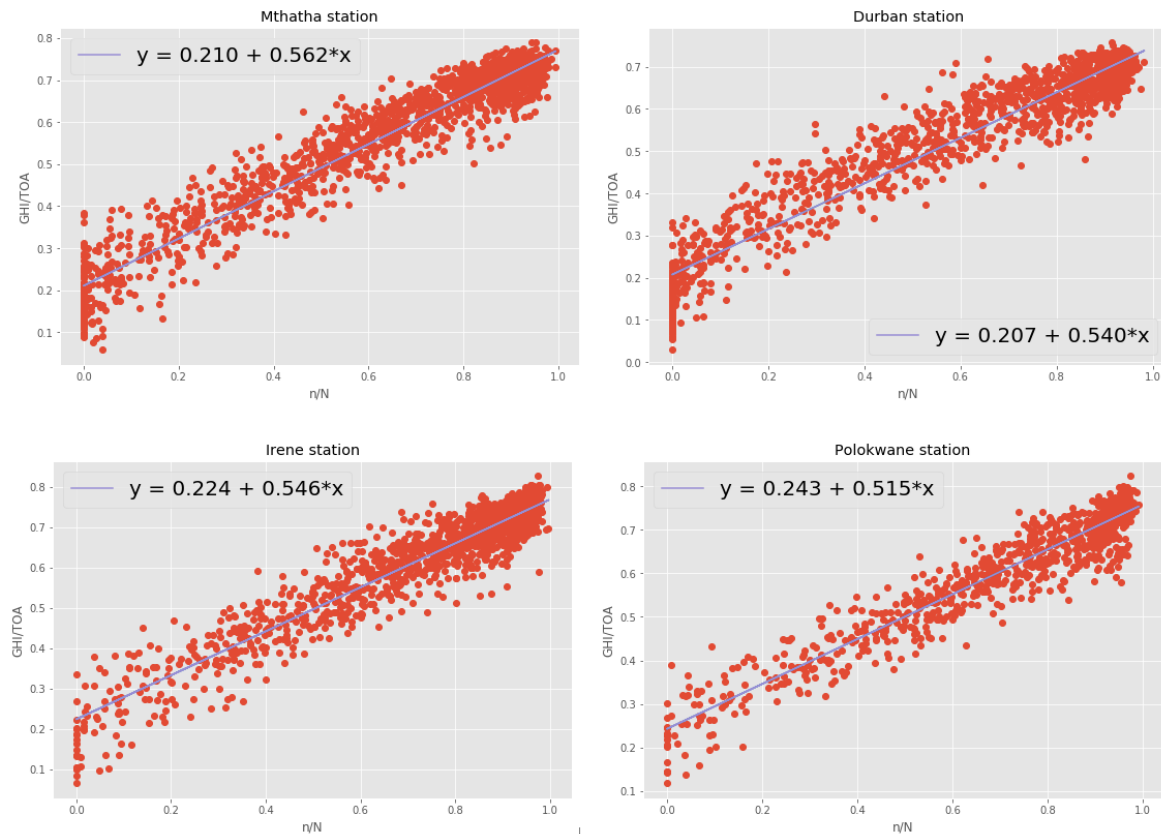 Mthatha station
y = 0.210 + 0.562*x
0.8
0.7
0.6
0.5
0.4
0.3
0.2
0.1
GHI/TOA
0.0 0.2 0.4 0.6 0.8 1.0
n/N
Durban station
0.7
0.6
0.5
0.4
0.3
0.2
0.1
0.0
GHI/TOA
y = 0.207 + 0.540*x
0.0 0.2 0.4 0.6 0.8 1.0
n/N
Irene station
y = 0.224 + 0.546*x
0.8
0.7
0.6
0.5
0.4
0.3
0.2
0.1
GHI/TOA
0.0 0.2 0.4 0.6 0.8 1.0
n/N
Polokwane station
y = 0.243 + 0.515*x
0.8
0.7
0.6
0.5
0.4
0.3
0.2
0.1
GHI/TOA
0.0 0.2 0.4 0.6 0.8 1.0
n/N